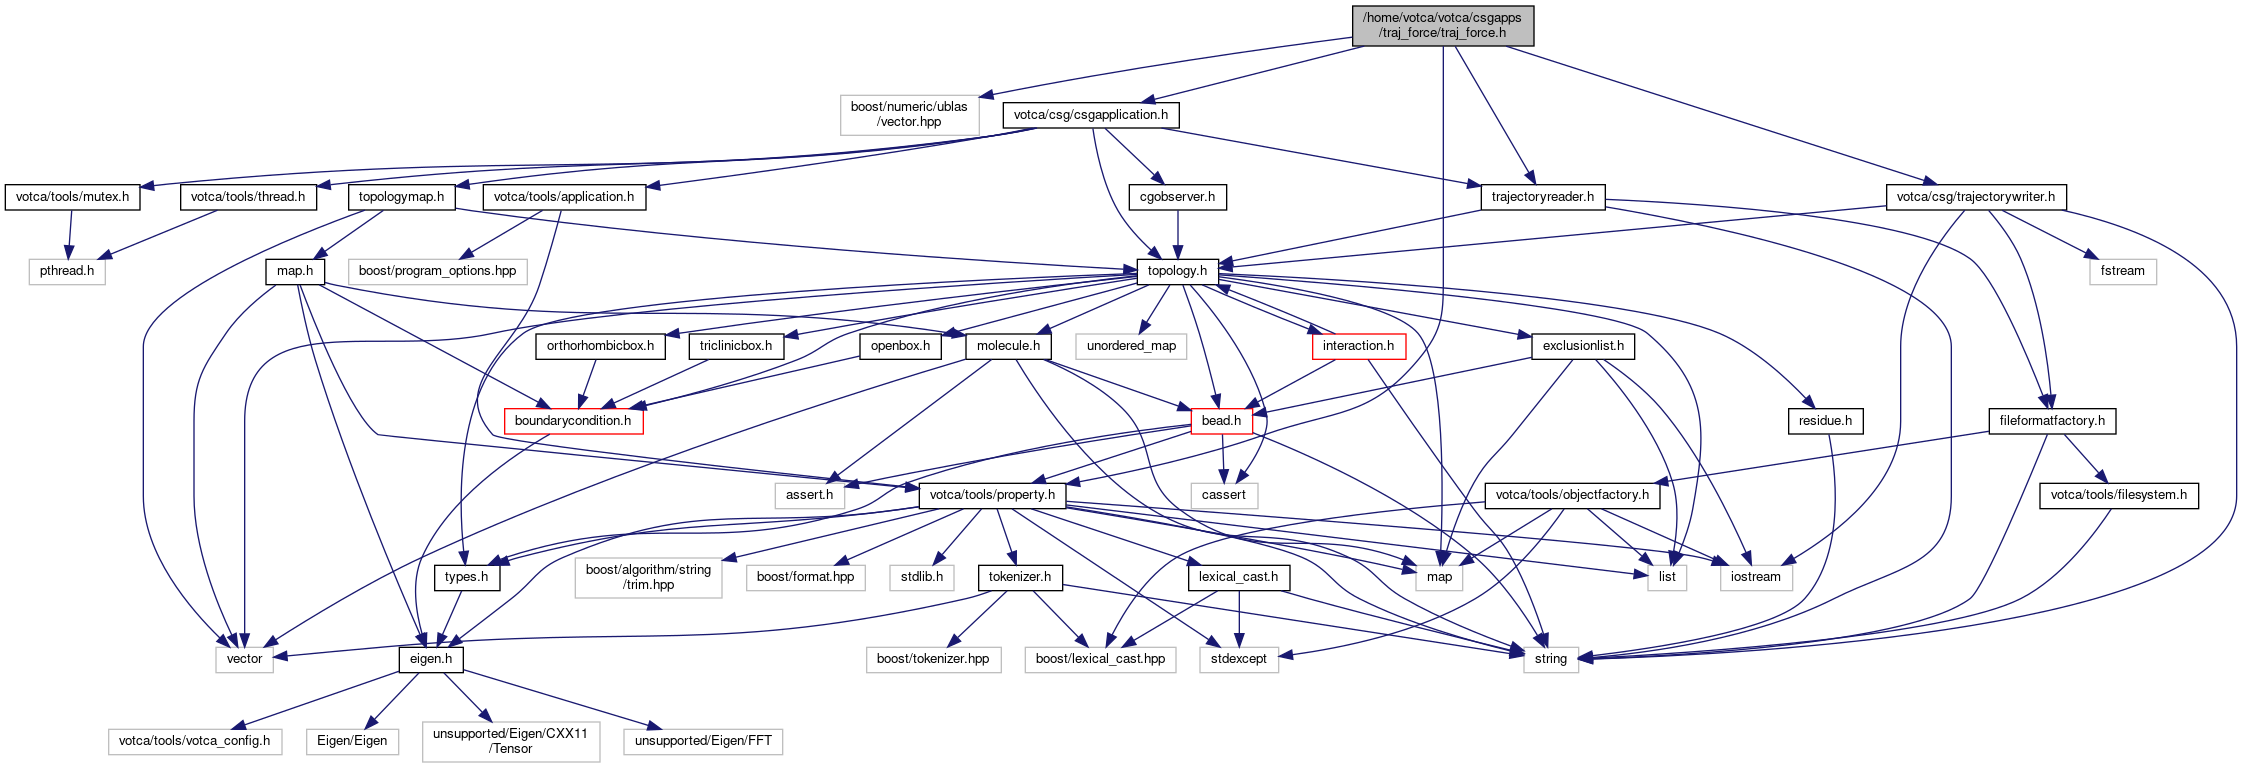 /home/votca/votca/csgapps
/traj_force/traj_force.h
boost/numeric/ublas
/vector.hpp
votca/csg/csgapplication.h
votca/tools/mutex.h
votca/tools/thread.h
topologymap.h
votca/tools/application.h
cgobserver.h
trajectoryreader.h
votca/csg/trajectorywriter.h
pthread.h
map.h
boost/program_options.hpp
topology.h
fstream
orthorhombicbox.h
triclinicbox.h
openbox.h
molecule.h
unordered_map
interaction.h
exclusionlist.h
boundarycondition.h
bead.h
residue.h
fileformatfactory.h
assert.h
votca/tools/property.h
cassert
votca/tools/objectfactory.h
votca/tools/filesystem.h
types.h
boost/algorithm/string
/trim.hpp
boost/format.hpp
stdlib.h
tokenizer.h
lexical_cast.h
map
list
iostream
vector
eigen.h
boost/tokenizer.hpp
boost/lexical_cast.hpp
stdexcept
string
votca/tools/votca_config.h
Eigen/Eigen
unsupported/Eigen/CXX11
/Tensor
unsupported/Eigen/FFT